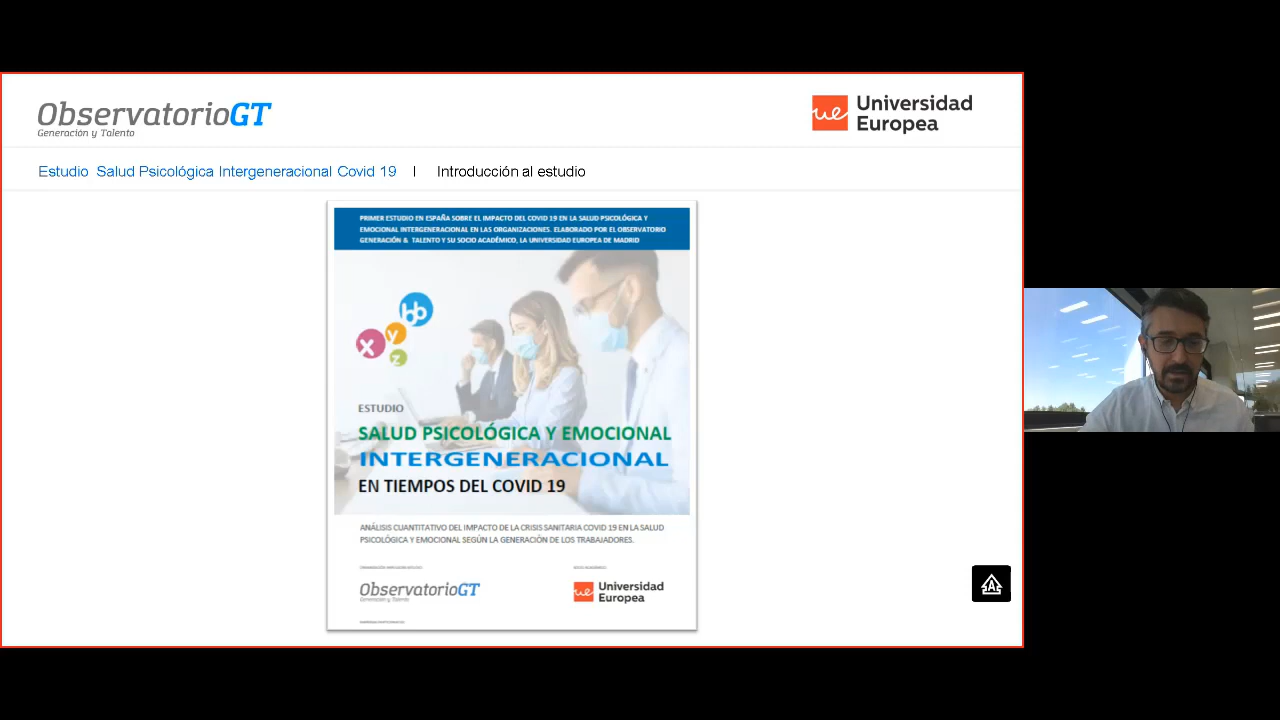 ObservatorioGT
Generación y Talento
ue Universidad
Europea
Estudio Salud Psicológica Intergeneracional Covid 19 I Introducción al estudio
PRIMER ESTUDIO EN ESPAÑA SOBRE EL IMPACTO DEL COVID 19 EN LA SALUD PSICOLÓGICA Y
EMOCIONAL INTERGENERACIONAL EN LAS ORGANIZACIONES. ELABORADO POR EL OBSERVATORIO
GENERACIÓN & TALENTO Y SU SOCIO ACADÉMICO, LA UNIVERSIDAD EUROPEA DE MADRID
bb
y
x
z
ESTUDIO
SALUD PSICOLÓGICA Y EMOCIONAL
INTERGENERACIONAL
EN TIEMPOS DEL COVID 19
ANÁLISIS CUANTITATIVO DEL IMPACTO DE LA CRISIS SANITARIA COVID 19 EN LA SALUD
PSICOLÓGICA Y EMOCIONAL SEGÚN LA GENERACIÓN DE LOS TRABAJADORES.
ObservatorioGT
Generación y Talento
ue Universidad
Europea
A